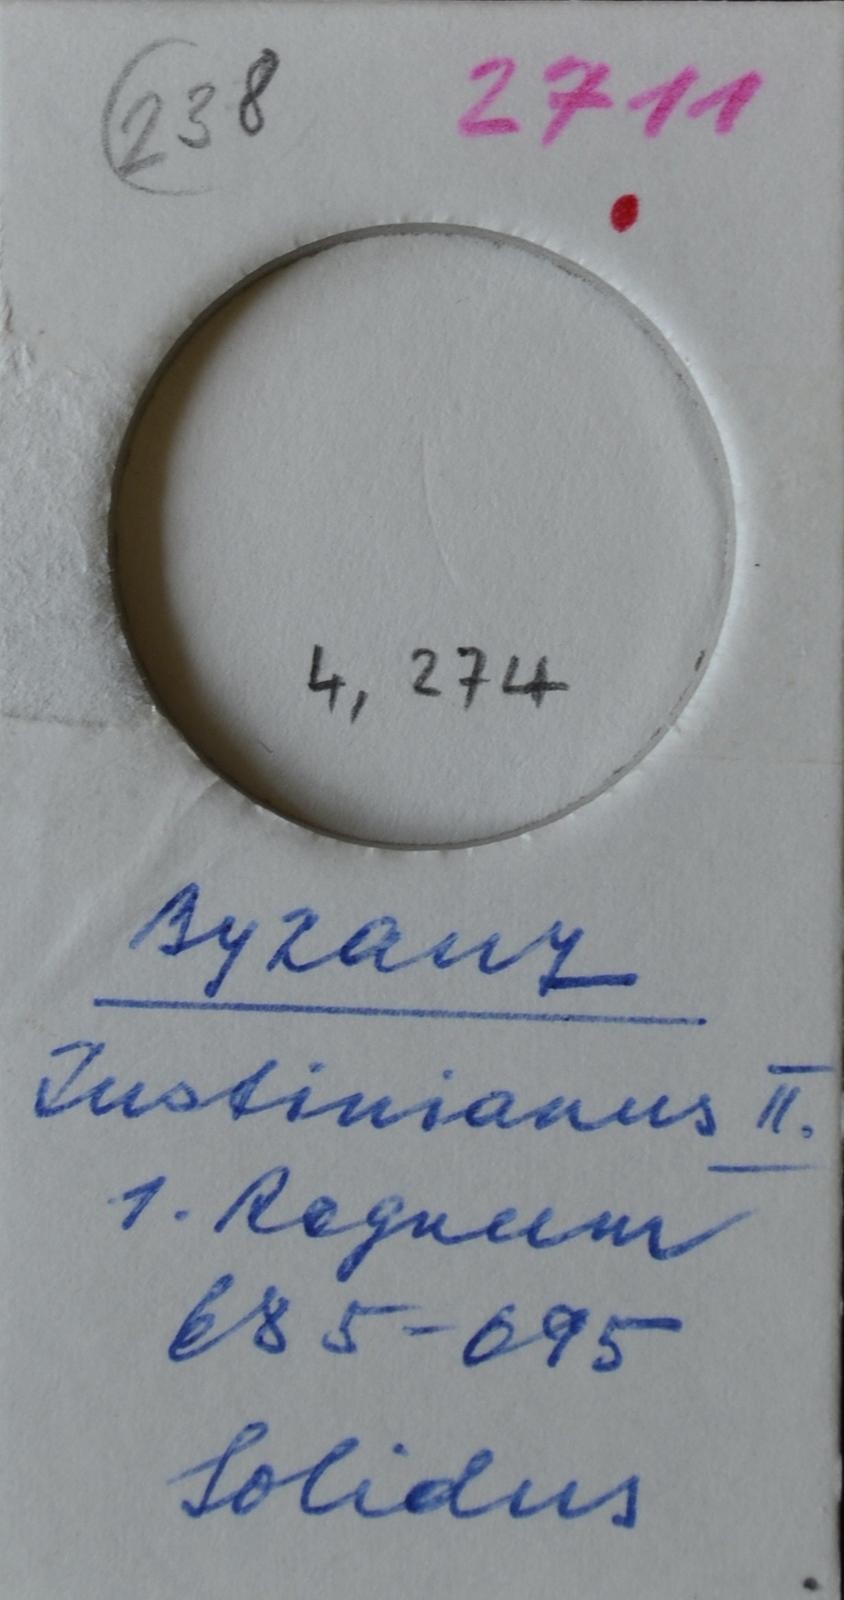 238 2711
4,274
Byzanz
Justinianus II.
1. Regnum
685-695
Solidus